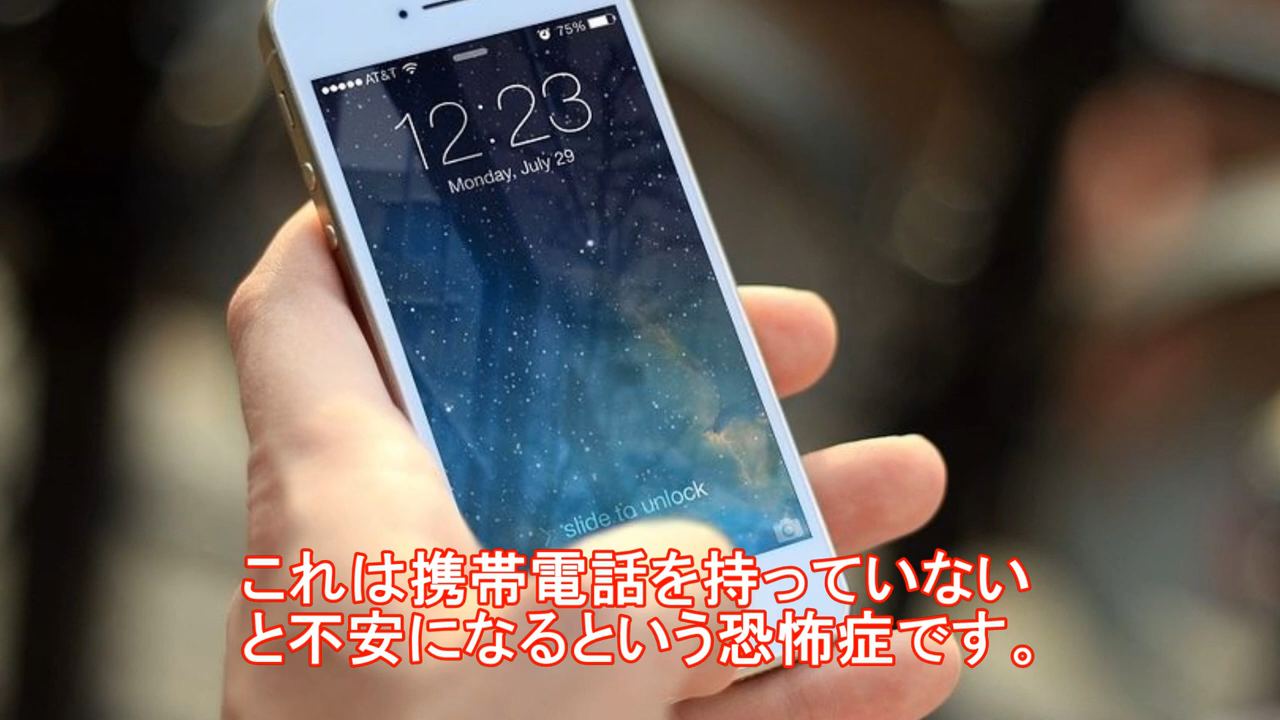 AT&T 75%
12:23
Monday, July 29
slide to unlock
これは携帯電話を持っていない
と不安になるという恐怖症です。